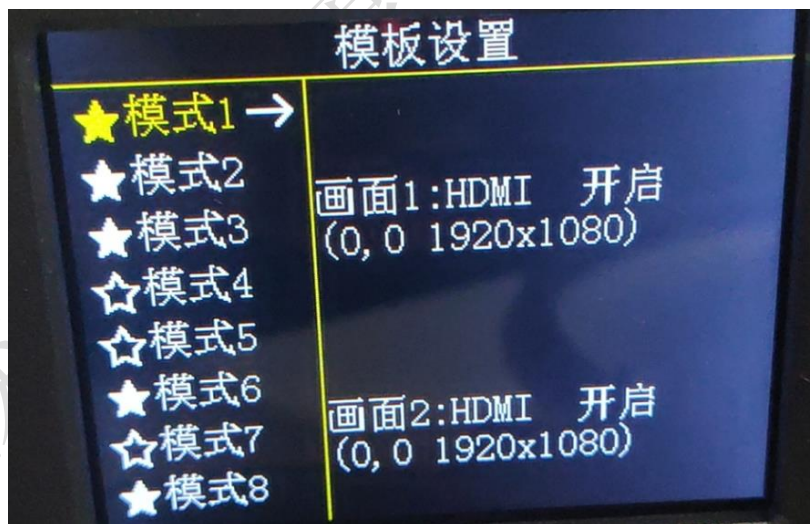 模板设置
★模式1→
★模式2
★模式3
☆模式4
☆模式5
★模式6
☆模式7
★模式8
画面1:HDMI 开启
(0,0 1920x1080)
画面2:HDMI 开启
(0,0 1920x1080)